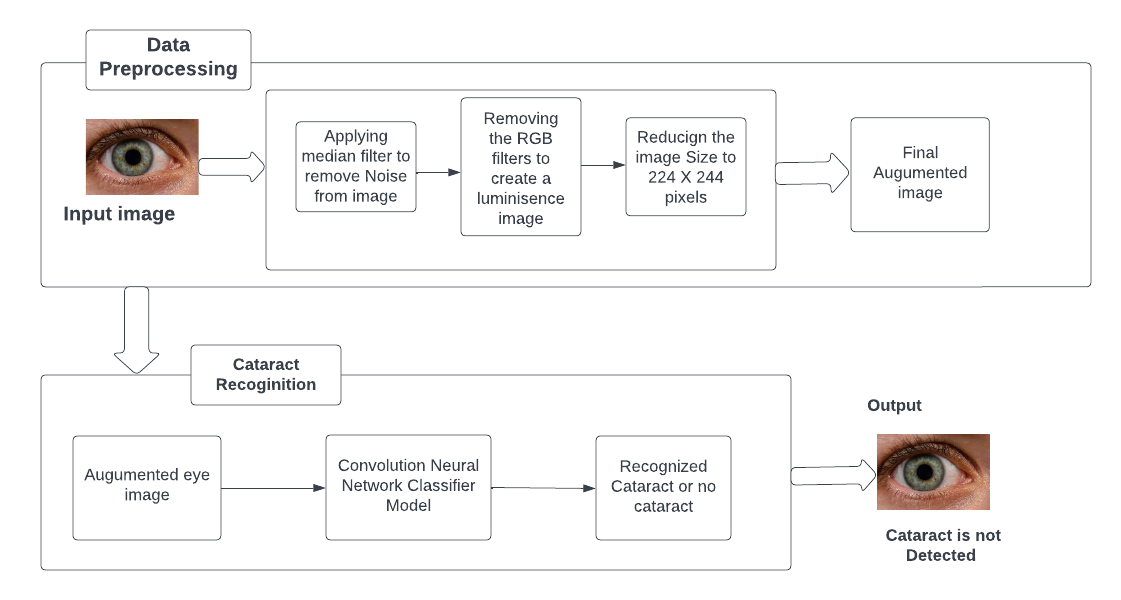 Data
Preprocessing
Input image
Applying
median filter to
remove Noise
from image
Removing
the RGB
filters to
create a
luminisence
image
Reducign the
image Size to
224 X 244
pixels
Final
Augumented
image
Cataract
Recoginition
Augumented eye
image
Convolution Neural
Network Classifier
Model
Recognized
Cataract or no
cataract
Output
Cataract is not
Detected